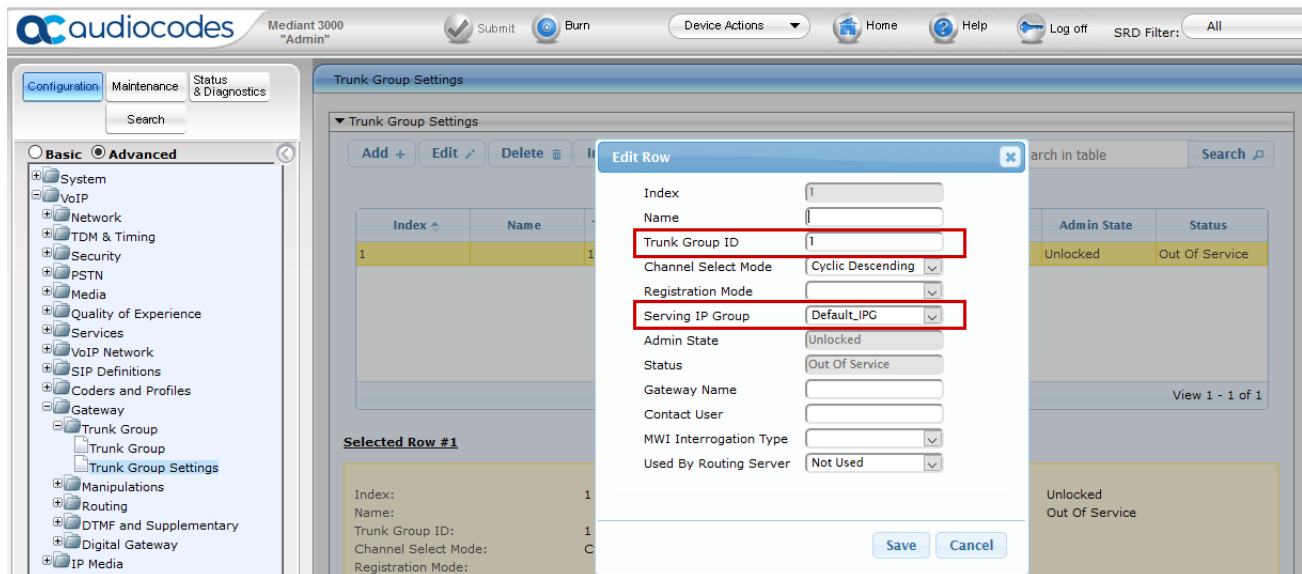 audiocodes
Mediant 3000
"Admin"
Submit
Burn
Device Actions
Home
Help
Log off
SRD Filter:
All
Configuration
Maintenance
Status
& Diagnostics
Search
Basic
Advanced
System
VoIP
Network
TDM & Timing
Security
PSTN
Media
Quality of Experience
Services
VoIP Network
SIP Definitions
Coders and Profiles
Gateway
Trunk Group
Trunk Group
Trunk Group Settings
Manipulations
Routing
DTMF and Supplementary
Digital Gateway
IP Media
Trunk Group Settings
Trunk Group Settings
Add +
Edit
Delete
arch in table
Search
Index
Name
Admin State
Status
1
1
Unlocked
Out Of Service
View 1 - 1 of 1
Selected Row #1
Index: 1
Name:
Trunk Group ID: 1
Channel Select Mode: C
Registration Mode:
Unlocked
Out Of Service
Edit Row
Index 1
Name
Trunk Group ID 1
Channel Select Mode Cyclic Descending
Registration Mode
Serving IP Group Default_IPG
Admin State Unlocked
Status Out Of Service
Gateway Name
Contact User
MWI Interrogation Type
Used By Routing Server Not Used
Save
Cancel